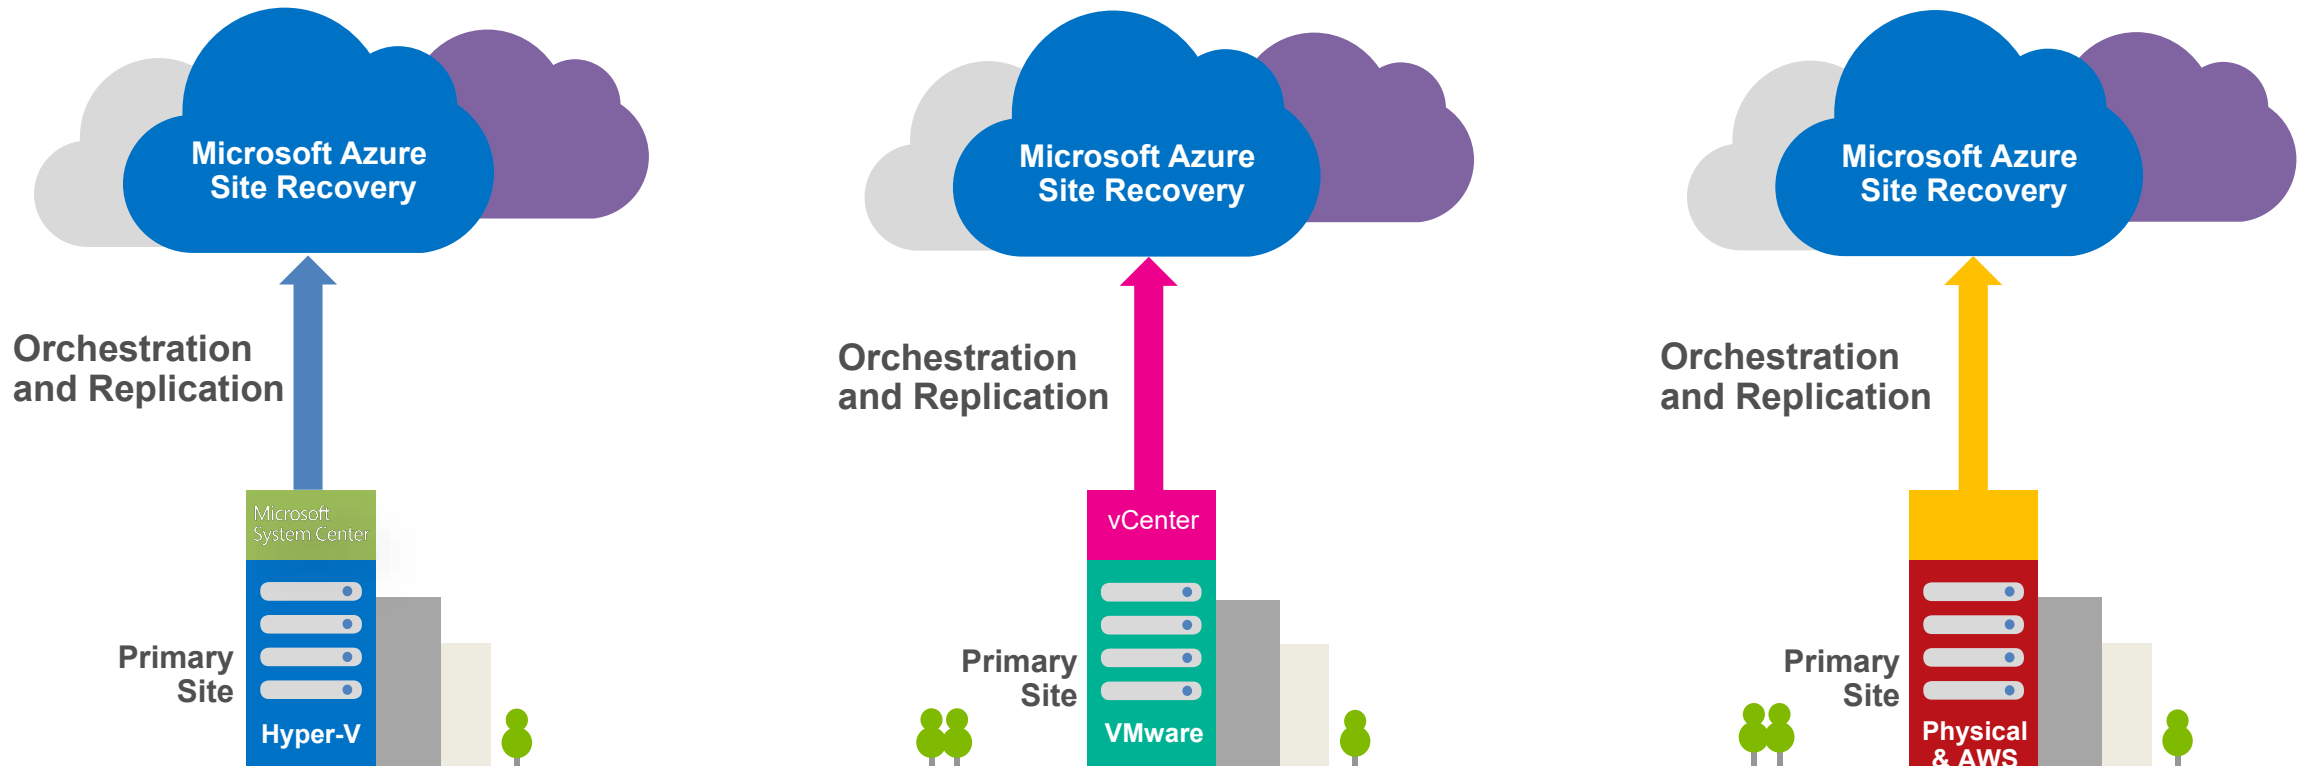 Microsoft Azure
Site Recovery
Orchestration
and Replication
Microsoft
System Center
Primary
Site
Hyper-V
Microsoft Azure
Site Recovery
Orchestration
and Replication
vCenter
Primary
Site
VMware
Microsoft Azure
Site Recovery
Orchestration
and Replication
Primary
Site
Physical
& AWS